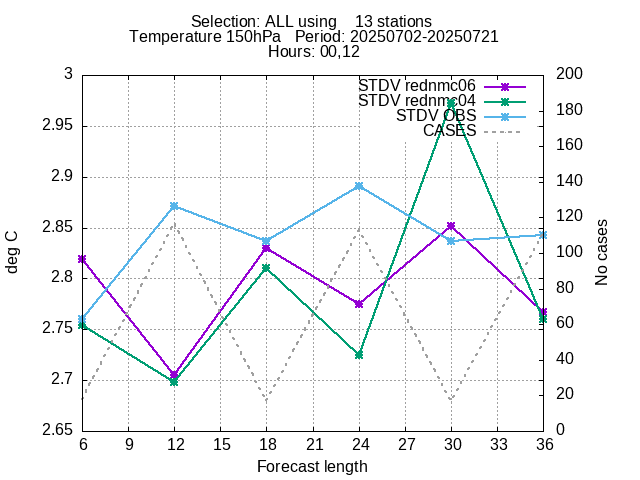 Selection: ALL using    13 stations
Temperature 150hPa   Period: 20250702-20250721
Hours: 00,12
STDV rednmc06
STDV rednmc04
STDV OBS
CASES
3
2.95
2.9
2.85
2.8
2.75
2.7
2.65
deg C
200
180
160
140
120
100
80
60
40
20
0
No cases
6 9 12 15 18 21 24 27 30 33 36
Forecast length